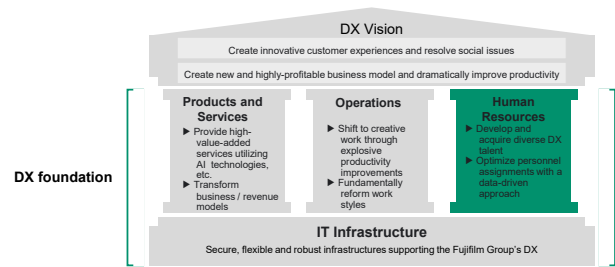 DX Vision
Create innovative customer experiences and resolve social issues
Create new and highly-profitable business model and dramatically improve productivity
DX foundation
Products and
Services
▶ Provide high-
value-added
services utilizing
AI technologies,
etc.
▶ Transform
business / revenue
models
Operations
▶ Shift to creative
work through
explosive
productivity
improvements
▶ Fundamentally
reform work
styles
Human
Resources
▶ Develop and
acquire diverse DX
talent
▶ Optimize personnel
assignments with a
data-driven
approach
IT Infrastructure
Secure, flexible and robust infrastructures supporting the Fujifilm Group's DX